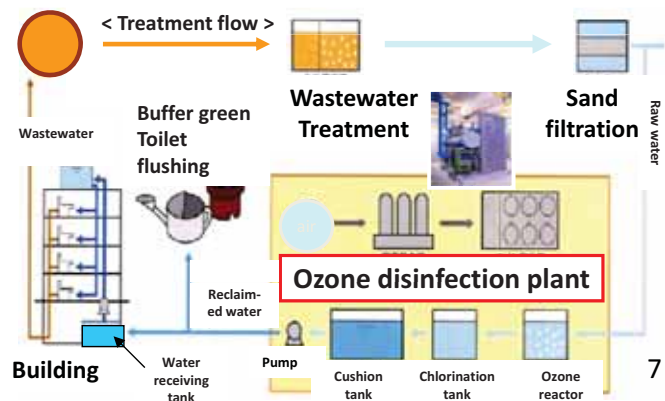 < Treatment flow >
Wastewater
Treatment
Sand
filtration
Raw water
Wastewater
Buffer green
Toilet
flushing
air
Ozone disinfection plant
Reclaim-
ed water
Building
Water
receiving
tank
Pump
Cushion
tank
Chlorination
tank
Ozone
reactor
7